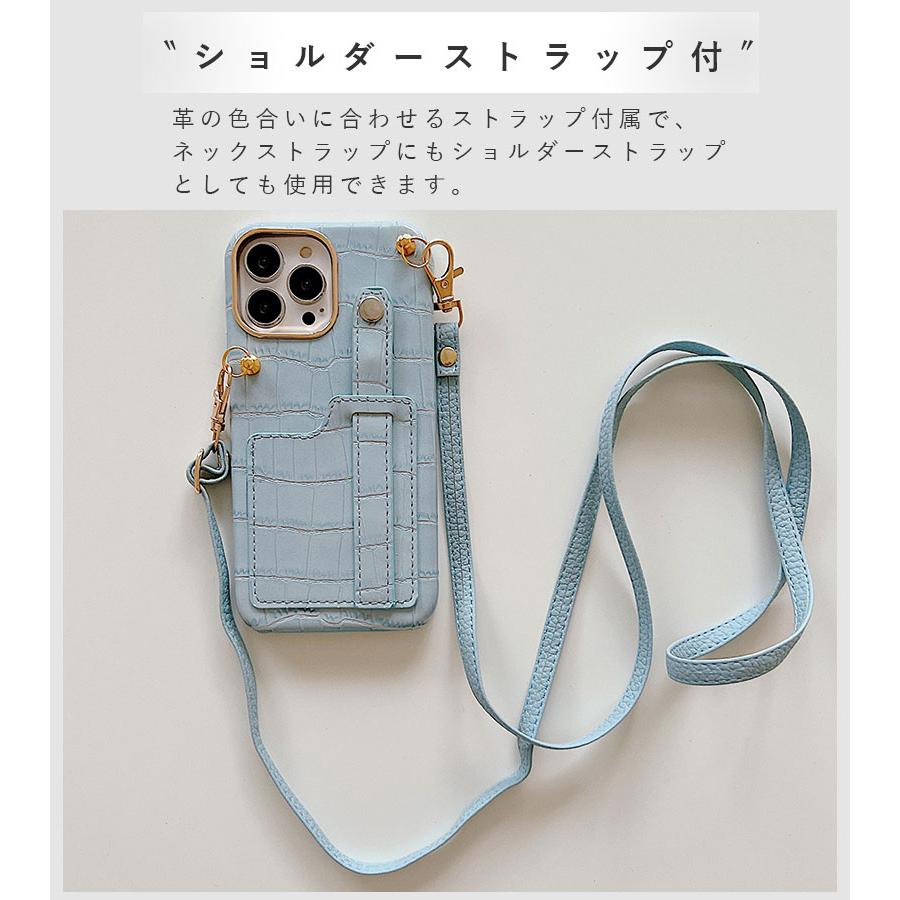 〝ショルダーストラップ付〞
革の色合いに合わせるストラップ付属で、
ネックストラップにもショルダーストラップ
としても使用できます。